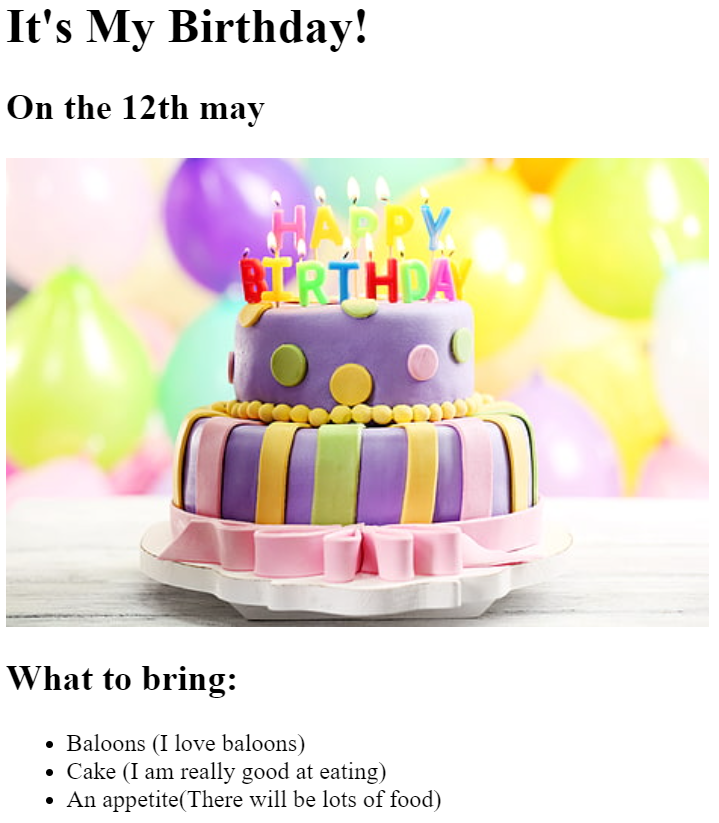 It's My Birthday!
On the 12th may
HAPPY
BIRTHDAY
What to bring:
Baloons (I love baloons)
Cake (I am really good at eating)
An appetite(There will be lots of food)